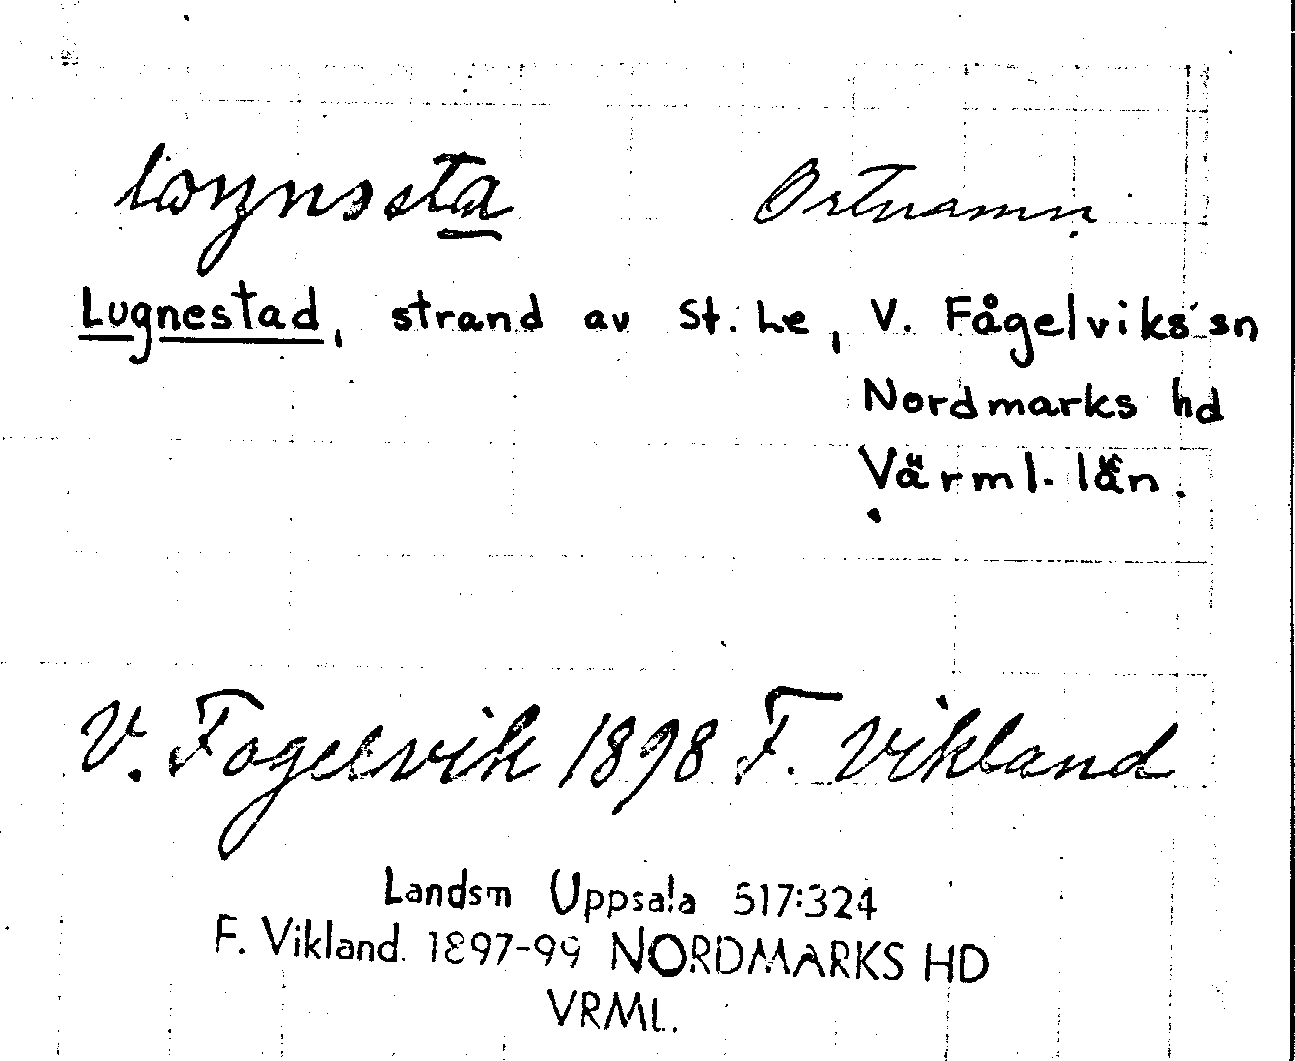 Ortnamn
Lugnestad, strand av St. Le, V. Fågelviks sn
Nordmarks hd
Värml. län.
V. Fogelvik 1898 F. Vikland
Landsm Uppsala 517:324
F. Vikland. 1897-99 NORDMARKS HD
VRML.